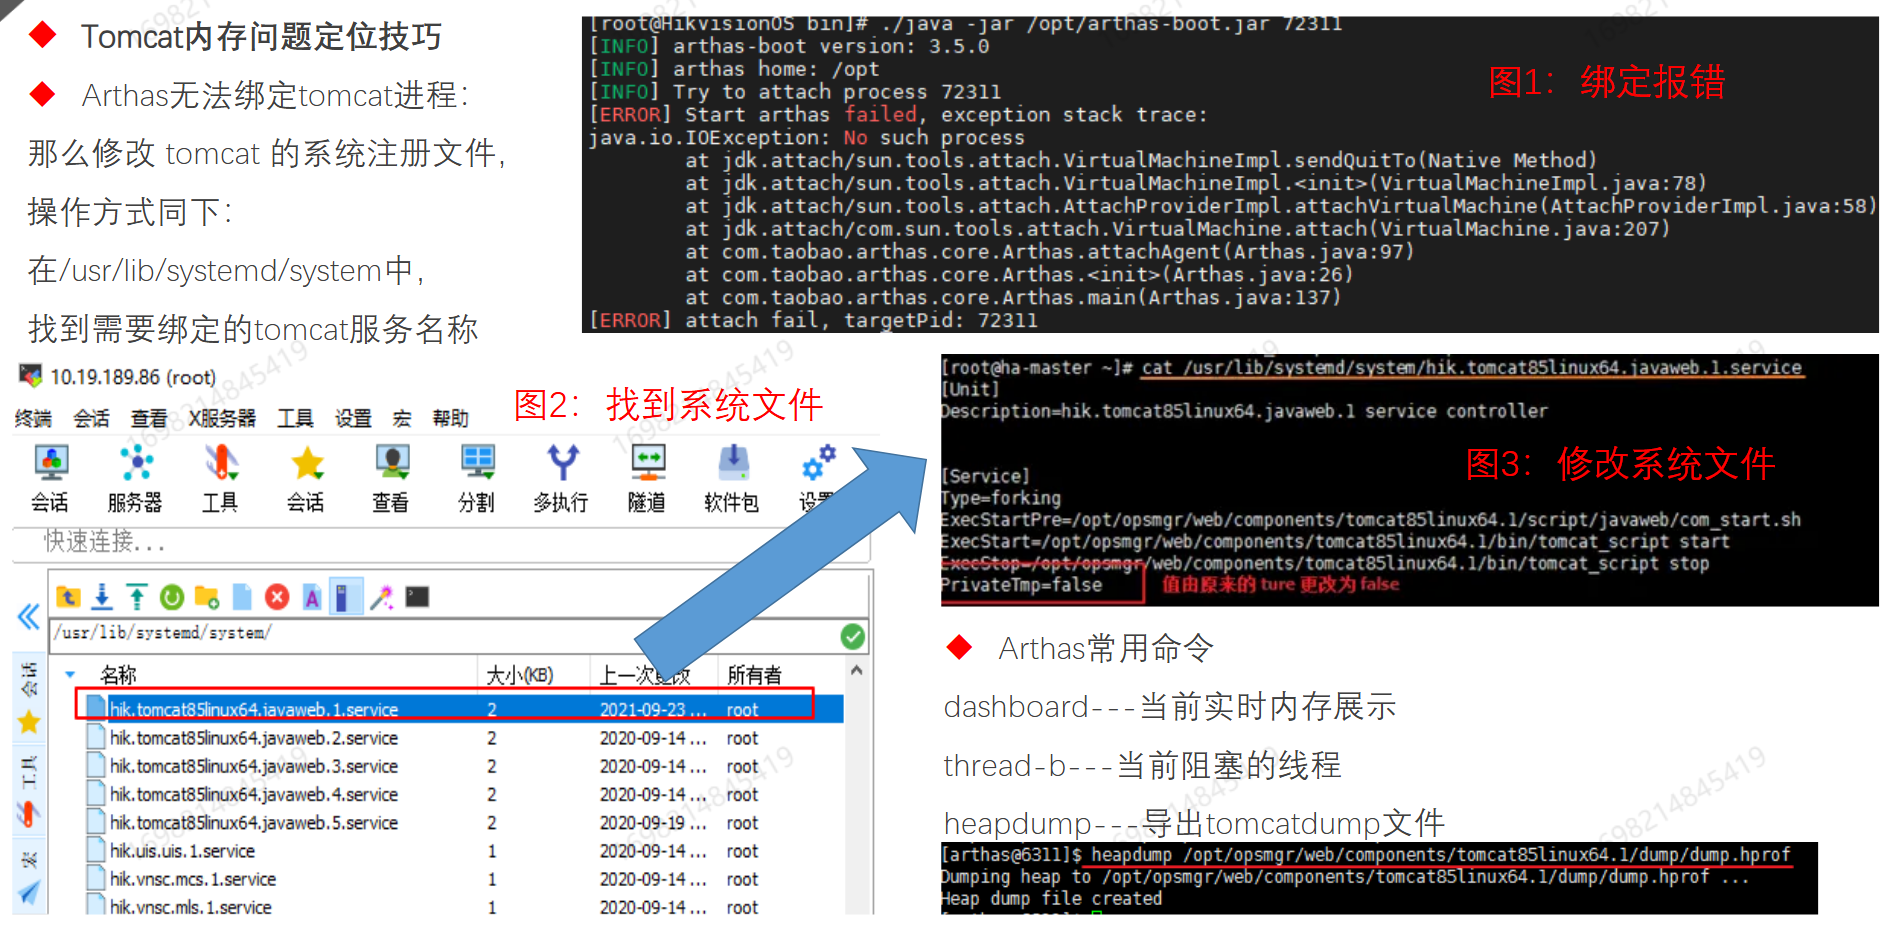 Tomcat内存问题定位技巧
Arthas无法绑定tomcat进程：
那么修改 tomcat 的系统注册文件，
操作方式同下：
在/usr/lib/systemd/system中，
找到需要绑定的tomcat服务名称
[root@HikvisionOS bin]# ./java -jar /opt/arthas-boot.jar 72311
[INFO] arthas-boot version: 3.5.0
[INFO] arthas home: /opt
[INFO] Try to attach process 72311
[ERROR] Start arthas failed, exception stack trace:
java.io.IOException: No such process
at jdk.attach/sun.tools.attach.VirtualMachineImpl.sendQuitTo(Native Method)
at jdk.attach/sun.tools.attach.VirtualMachineImpl.<init>(VirtualMachineImpl.java:78)
at jdk.attach/sun.tools.attach.AttachProviderImpl.attachVirtualMachine(AttachProviderImpl.java:58)
at jdk.attach/com.sun.tools.attach.VirtualMachine.attach(VirtualMachine.java:207)
at com.taobao.arthas.core.Arthas.attachAgent(Arthas.java:97)
at com.taobao.arthas.core.Arthas.<init>(Arthas.java:26)
at com.taobao.arthas.core.Arthas.main(Arthas.java:137)
[ERROR] attach fail, targetPid: 72311
图1：绑定报错
10.19.189.86 (root)
终端 会话 查看 X服务器 工具 设置 宏 帮助
图2：找到系统文件
会话 服务器 工具 会话 查看 分割 多执行 隧道 软件包 设置
快速连接...
/usr/lib/systemd/system/
名称 大小(KB) 上一次更改 所有者
hik.tomcat85linux64.javaweb.1.service 2 2021-09-23 ... root
hik.tomcat85linux64.javaweb.2.service 2 2020-09-14 ... root
hik.tomcat85linux64.javaweb.3.service 2 2020-09-14 ... root
hik.tomcat85linux64.javaweb.4.service 2 2020-09-14 ... root
hik.tomcat85linux64.javaweb.5.service 2 2020-09-19 ... root
hik.uis.uis.1.service 1 2020-09-14 ... root
hik.vnsc.mcs.1.service 1 2020-09-14 ... root
hik.vnsc.mls.1.service 1 2020-09-14 ... root
会话
工具
宏
[root@ha-master ~]# cat /usr/lib/systemd/system/hik.tomcat85linux64.javaweb.1.service
[Unit]
Description=hik.tomcat85linux64.javaweb.1 service controller
[Service]
Type=forking
ExecStartPre=/opt/opsmgr/web/components/tomcat85linux64.1/script/javaweb/com_start.sh
ExecStart=/opt/opsmgr/web/components/tomcat85linux64.1/bin/tomcat_script start
ExecStop=/opt/opsmgr/web/components/tomcat85linux64.1/bin/tomcat_script stop
PrivateTmp=false 值由原来的 ture 更改为 false
图3：修改系统文件
Arthas常用命令
dashboard---当前实时内存展示
thread-b---当前阻塞的线程
heapdump---导出tomcatdump文件
[arthas@6311]$ heapdump /opt/opsmgr/web/components/tomcat85linux64.1/dump/dump.hprof
Dumping heap to /opt/opsmgr/web/components/tomcat85linux64.1/dump/dump.hprof ...
Heap dump file created
1698214845419